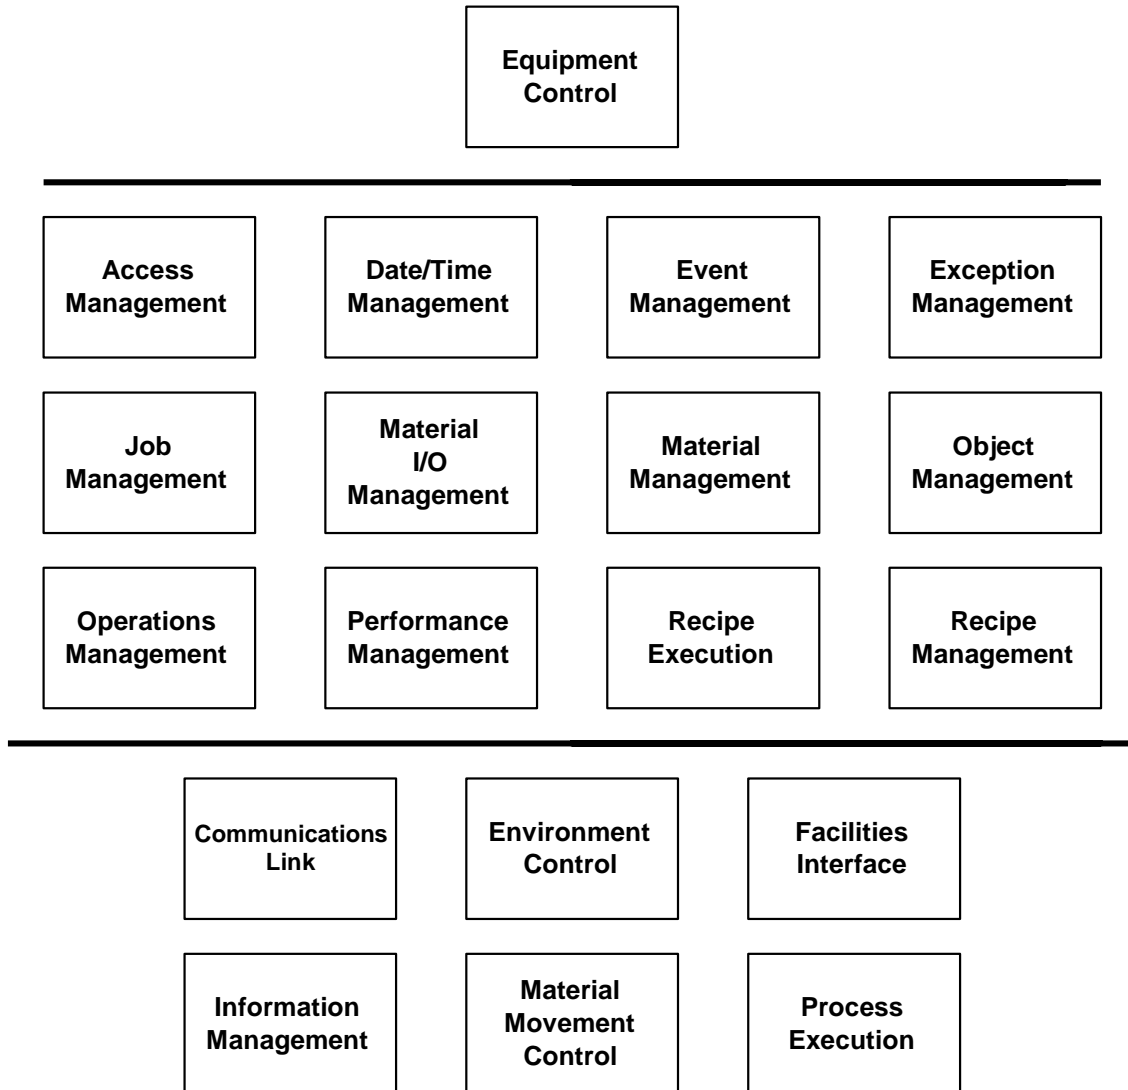 Equipment
Control
Access
Management
Date/Time
Management
Event
Management
Exception
Management
Job
Management
Material
I/O
Management
Material
Management
Object
Management
Operations
Management
Performance
Management
Recipe
Execution
Recipe
Management
Communications
Link
Environment
Control
Facilities
Interface
Information
Management
Material
Movement
Control
Process
Execution